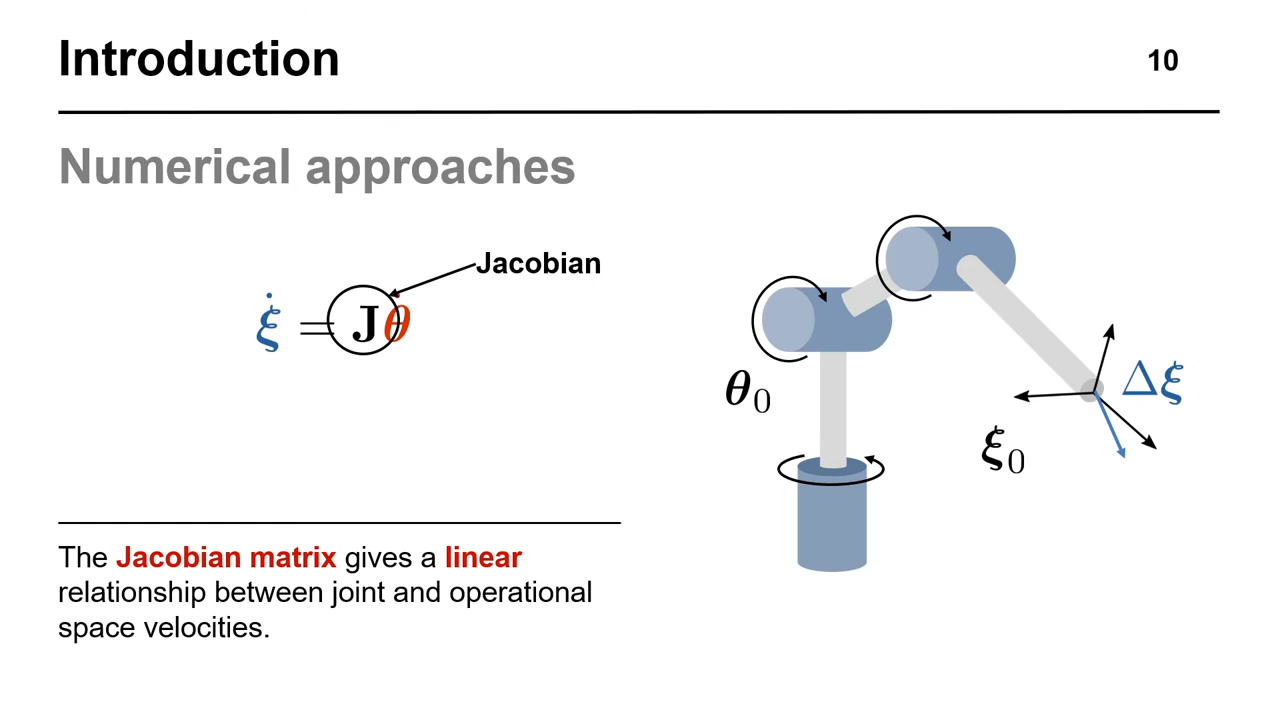 Introduction
10
Numerical approaches
Jacobian
ξ̇ = Jθ̇
θ₀
Δξ
ξ₀
The Jacobian matrix gives a linear
relationship between joint and operational
space velocities.